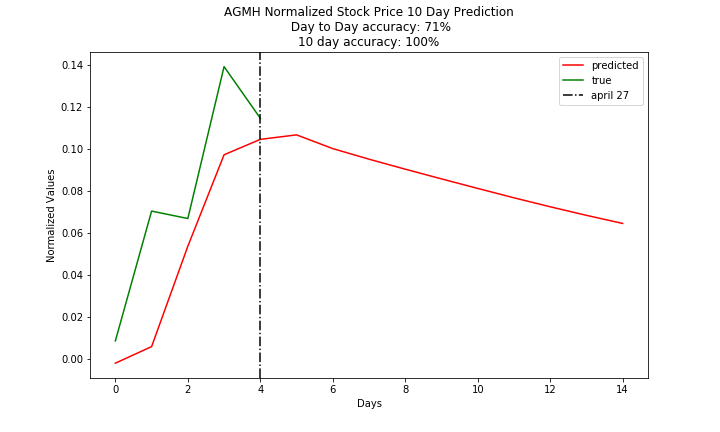 AGMH Normalized Stock Price 10 Day Prediction
Day to Day accuracy: 71%
10 day accuracy: 100%
predicted
true
april 27
Normalized Values
0.14
0.12
0.10
0.08
0.06
0.04
0.02
0.00
0 2 4 6 8 10 12 14
Days